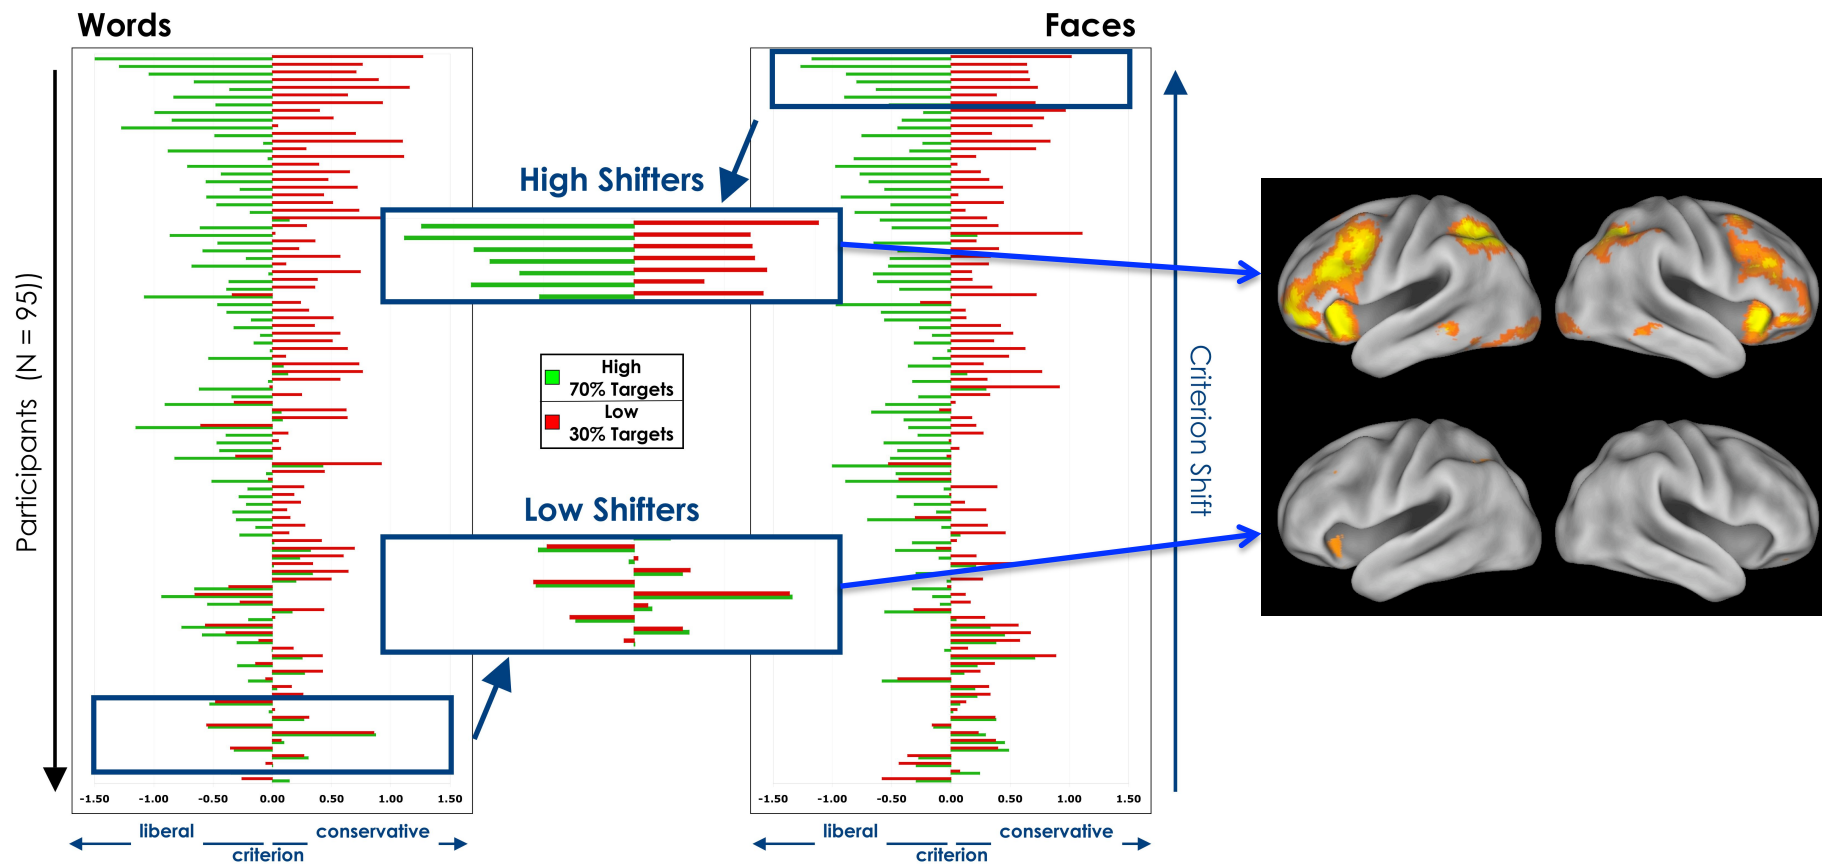 Words
Faces
High Shifters
High
70% Targets
Low
30% Targets
Low Shifters
Participants (N = 95))
Criterion Shift
-1.50 -1.00 -0.50 0.00 0.50 1.00 1.50
-1.50 -1.00 -0.50 0.00 0.50 1.00 1.50
liberal conservative
criterion
liberal conservative
criterion